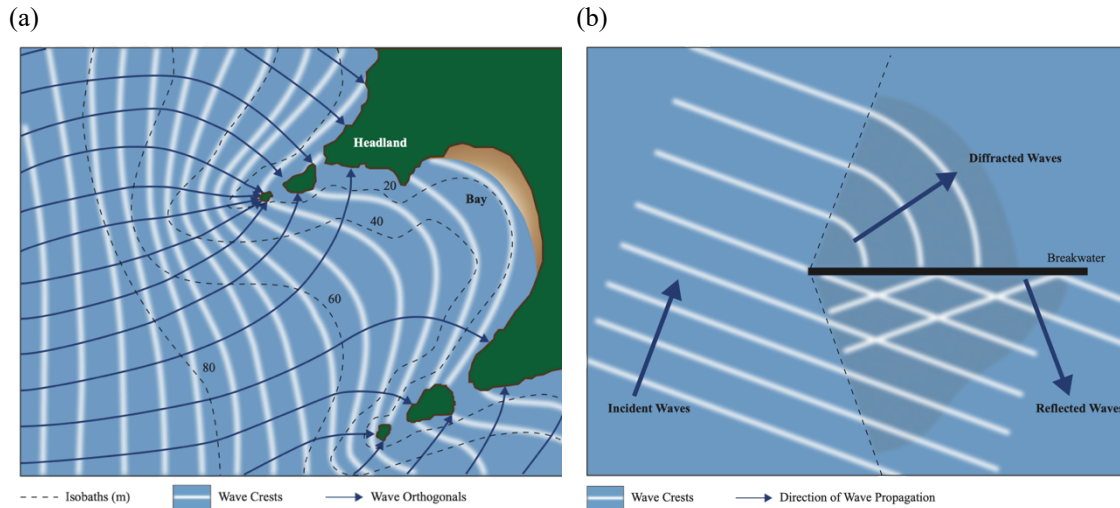 (a)
Headland
20
Bay
40
60
80
Isobaths (m)
Wave Crests
Wave Orthogonals
(b)
Diffracted Waves
Breakwater
Incident Waves
Reflected Waves
Wave Crests
Direction of Wave Propagation